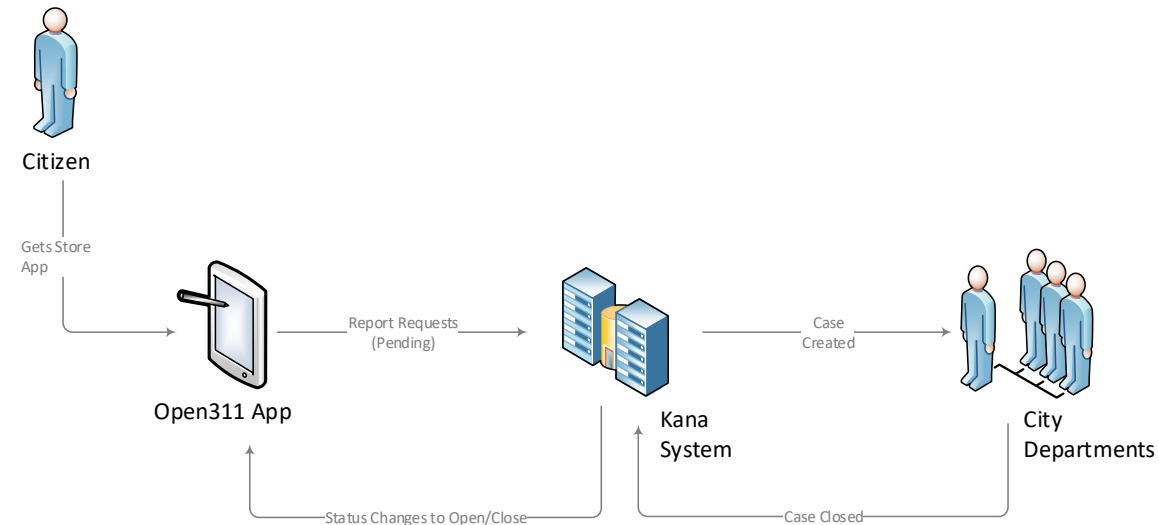 Citizen
Gets Store
App
Report Requests
(Pending)
Case
Created
Open311 App
Kana
System
City
Departments
Status Changes to Open/Close
Case Closed